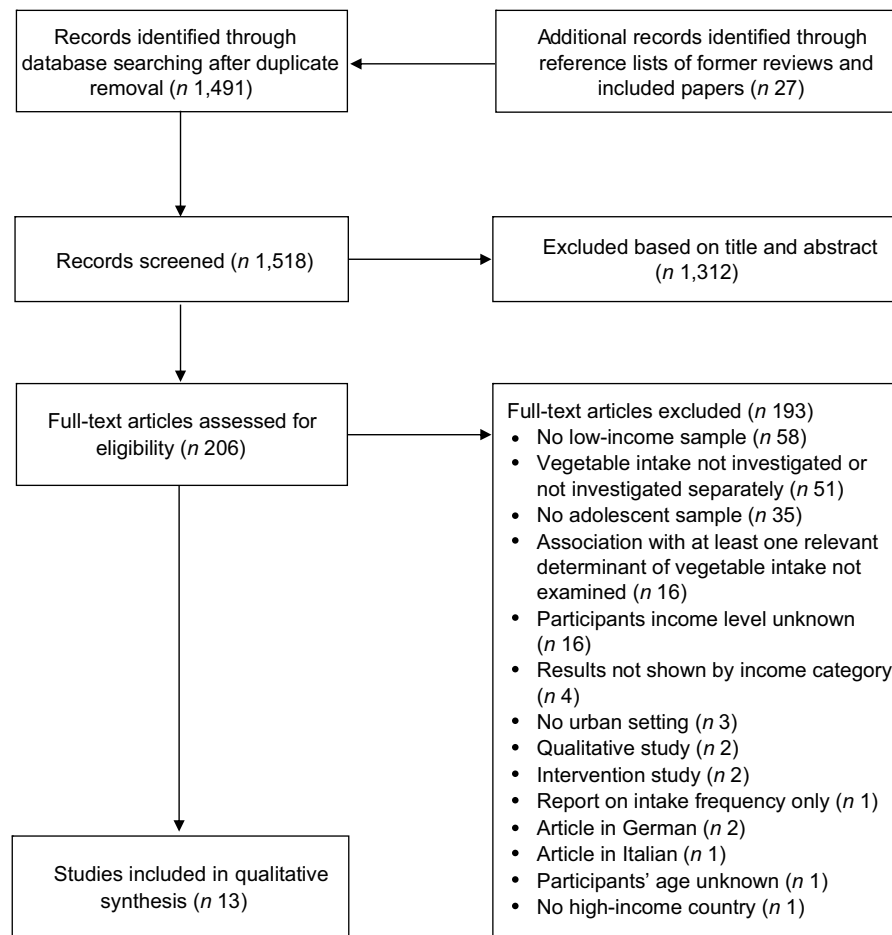 Records identified through
database searching after duplicate
removal (n 1,491)
Additional records identified through
reference lists of former reviews and
included papers (n 27)
Records screened (n 1,518)
Excluded based on title and abstract
(n 1,312)
Full-text articles assessed for
eligibility (n 206)
Full-text articles excluded (n 193)
• No low-income sample (n 58)
• Vegetable intake not investigated or
not investigated separately (n 51)
• No adolescent sample (n 35)
• Association with at least one relevant
determinant of vegetable intake not
examined (n 16)
• Participants income level unknown
(n 16)
• Results not shown by income category
(n 4)
• No urban setting (n 3)
• Qualitative study (n 2)
• Intervention study (n 2)
• Report on intake frequency only (n 1)
• Article in German (n 2)
• Article in Italian (n 1)
• Participants’ age unknown (n 1)
• No high-income country (n 1)
Studies included in qualitative
synthesis (n 13)